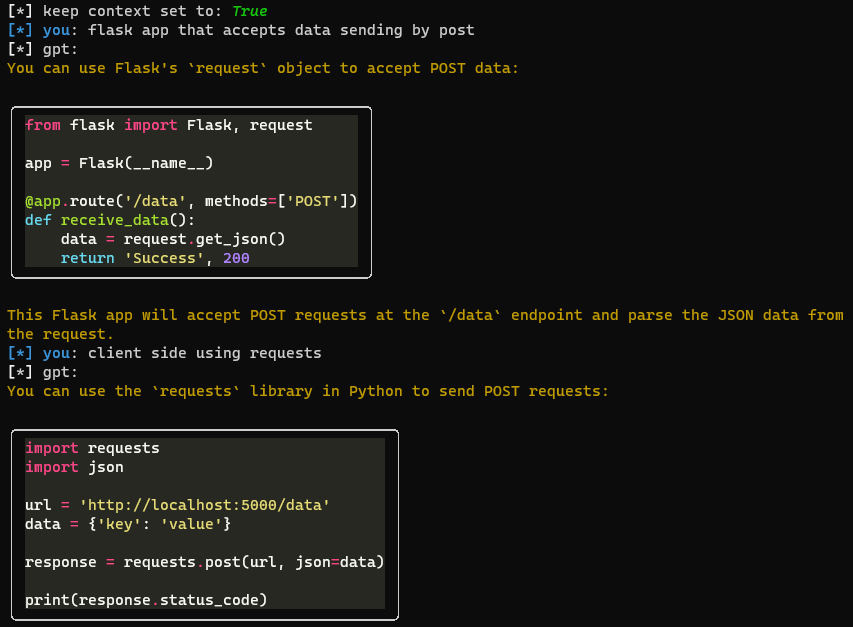 [*] keep context set to: True
[*] you: flask app that accepts data sending by post
[*] gpt:
You can use Flask's `request` object to accept POST data:
from flask import Flask, request
app = Flask(__name__)
@app.route('/data', methods=['POST'])
def receive_data():
    data = request.get_json()
    return 'Success', 200
This Flask app will accept POST requests at the `/data` endpoint and parse the JSON data from
the request.
[*] you: client side using requests
[*] gpt:
You can use the `requests` library in Python to send POST requests:
import requests
import json
url = 'http://localhost:5000/data'
data = {'key': 'value'}
response = requests.post(url, json=data)
print(response.status_code)